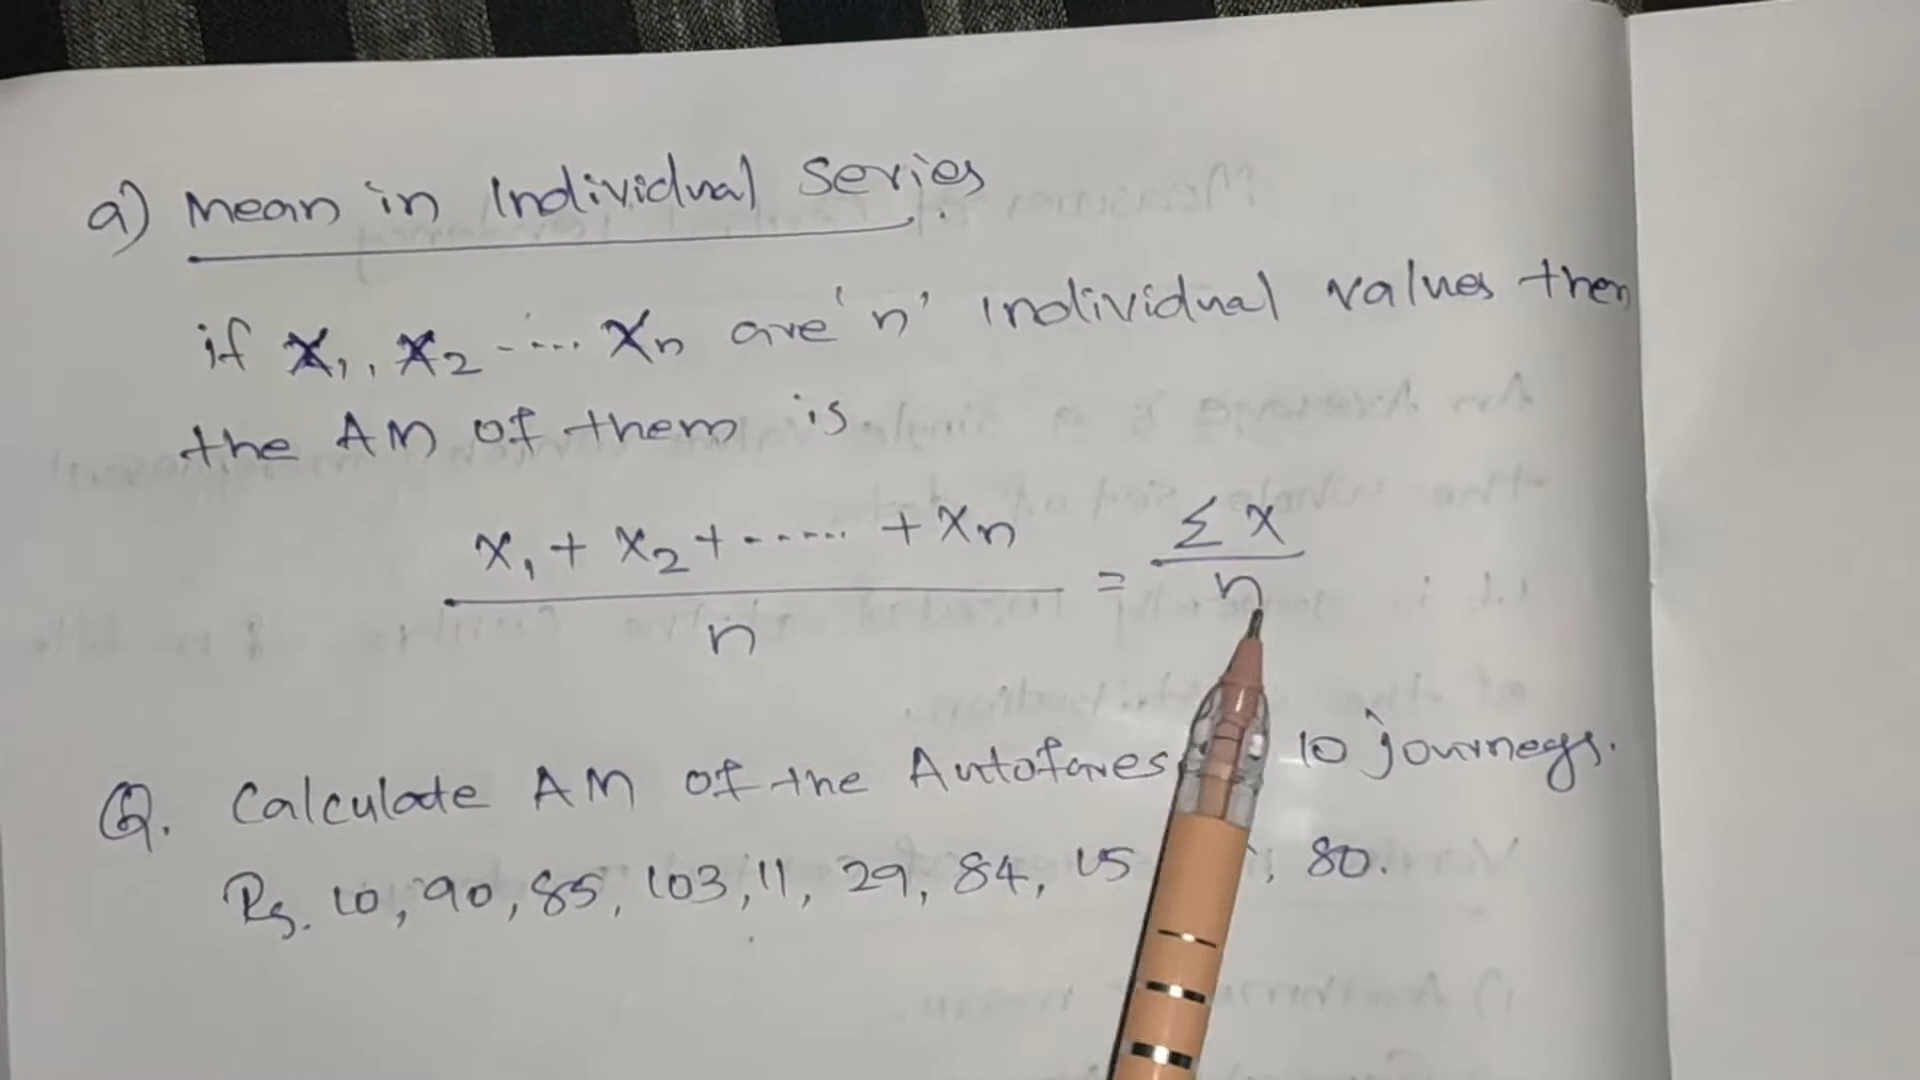 a) Mean in Individual Series
if X1, X2 ----- Xn are 'n' individual values then
the AM of them is
x1 + x2 + ...... + xn = Σx
n n
Q. Calculate AM of the Autofares 10 journeys.
Rs. 10, 90, 85, 103, 11, 29, 84, 15 , 80.